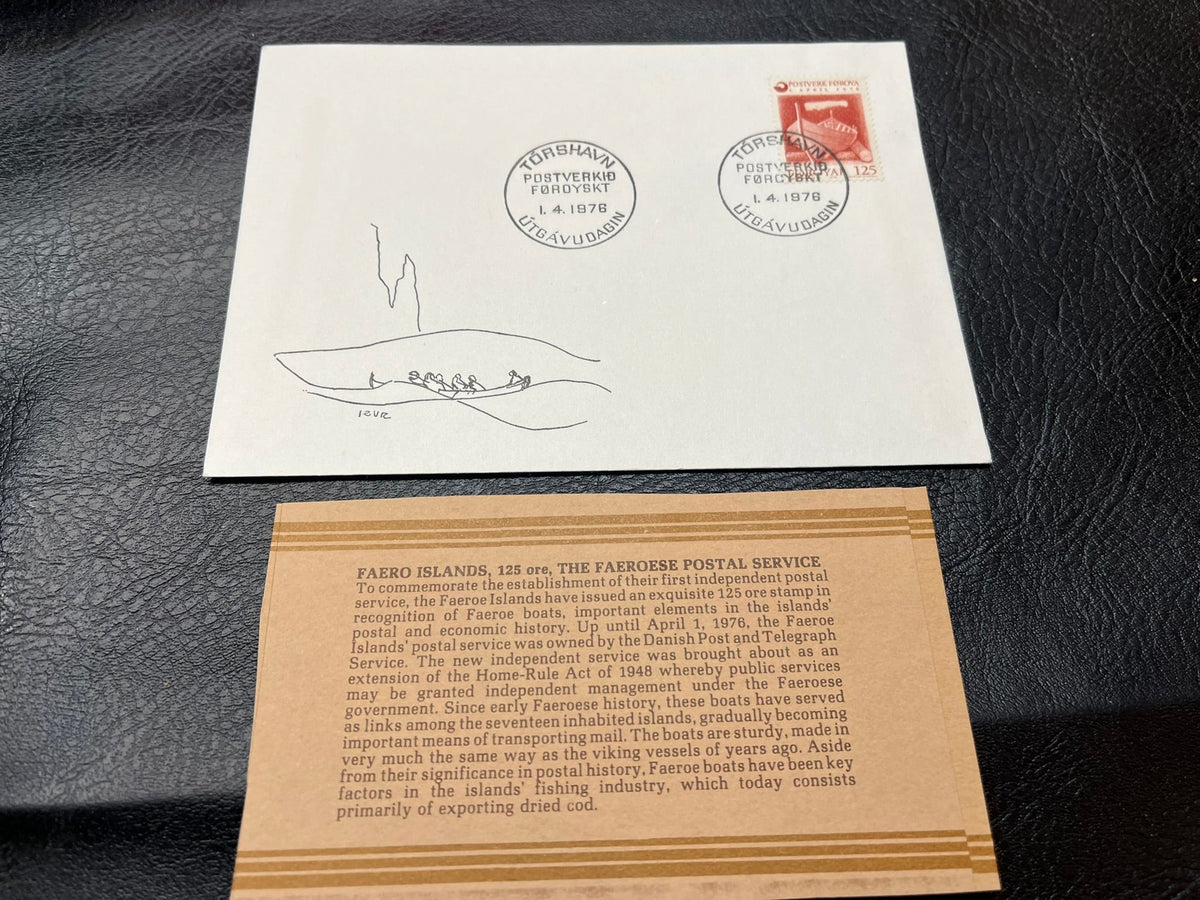 POSTVERK FØROYA
1 APRIL 1976
FØROYAR 125
TÓRSHAVN
POSTVERKIÐ
FØROYSKT
1. 4. 1976
ÚTGÁVUDAGIN
TÓRSHAVN
POSTVERKIÐ
FØROYSKT
1. 4. 1976
ÚTGÁVUDAGIN
FAERO ISLANDS, 125 ore, THE FAEROESE POSTAL SERVICE
To commemorate the establishment of their first independent postal
service, the Faeroe Islands have issued an exquisite 125 ore stamp in
recognition of Faeroe boats, important elements in the islands'
postal and economic history. Up until April 1, 1976, the Faeroe
Islands' postal service was owned by the Danish Post and Telegraph
Service. The new independent service was brought about as an
extension of the Home-Rule Act of 1948 whereby public services
may be granted independent management under the Faeroese
government. Since early Faeroese history, these boats have served
as links among the seventeen inhabited islands, gradually becoming
important means of transporting mail. The boats are sturdy, made in
very much the same way as the viking vessels of years ago. Aside
from their significance in postal history, Faeroe boats have been key
factors in the islands' fishing industry, which today consists
primarily of exporting dried cod.